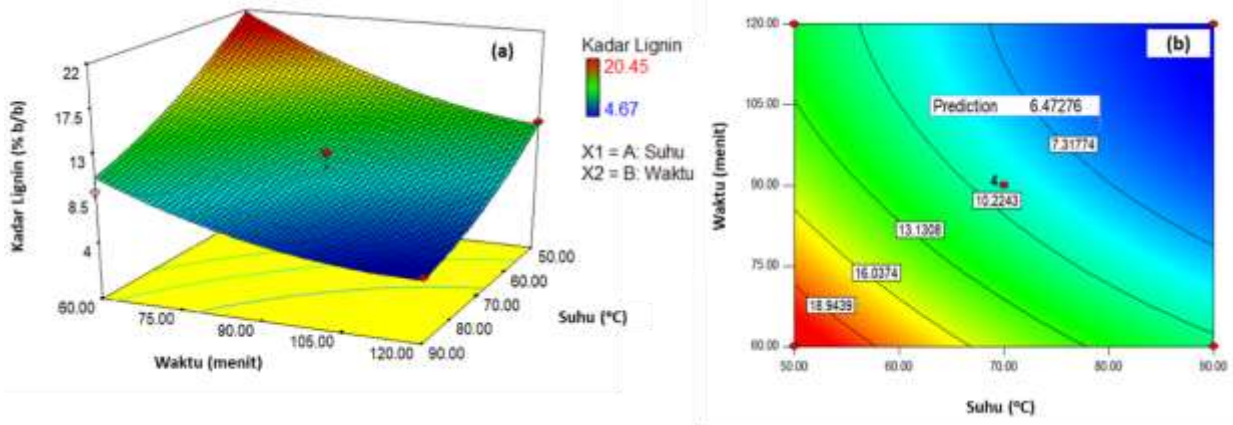 (a)
Kadar Lignin (% b/b)
22
17.5
13
8.5
4
60.00
75.00
90.00
105.00
120.00
Waktu (menit)
50.00
60.00
70.00
80.00
90.00
Suhu (°C)
Kadar Lignin
20.45
4.67
X1 = A: Suhu
X2 = B: Waktu
(b)
Waktu (menit)
120.00
105.00
90.00
75.00
60.00
Prediction 6.47276
7.31774
4
10.2243
13.1308
16.0374
18.9439
50.00 60.00 70.00 80.00 90.00
Suhu (°C)